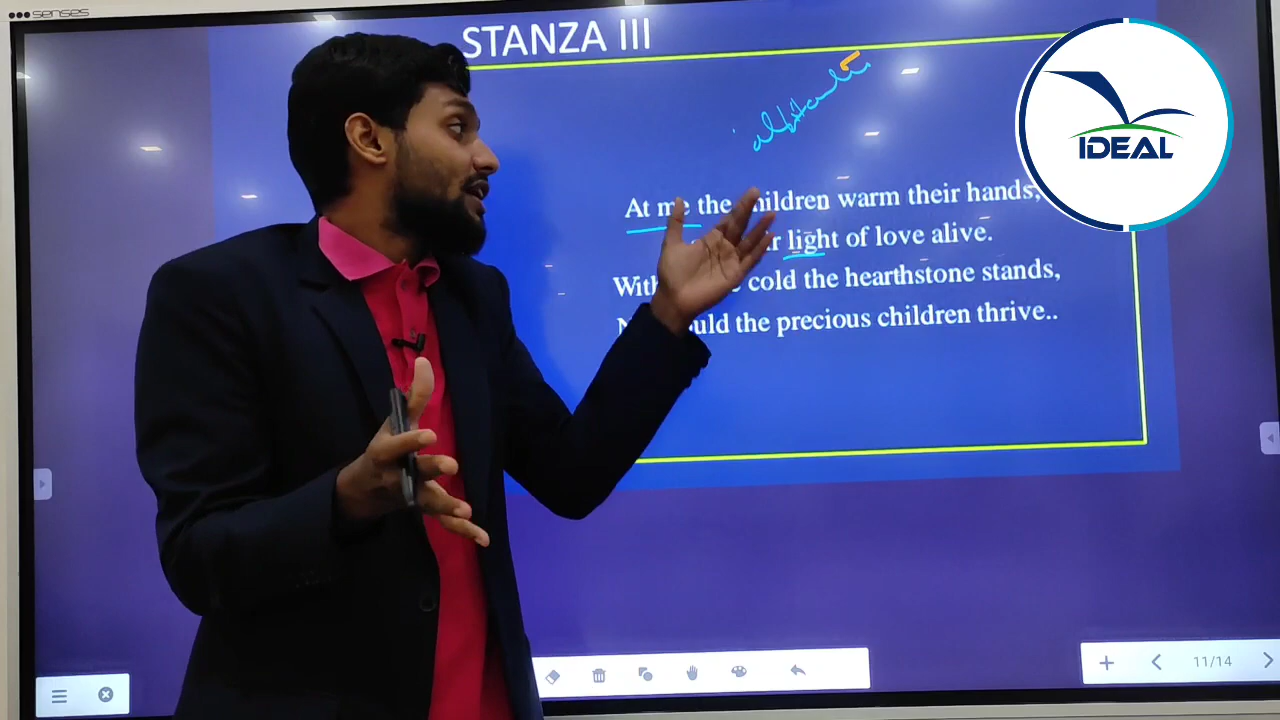 senses
STANZA III
IDEAL
At me the children warm their hands,
light of love alive.
cold the hearthstone stands,
the precious children thrive..
11/14